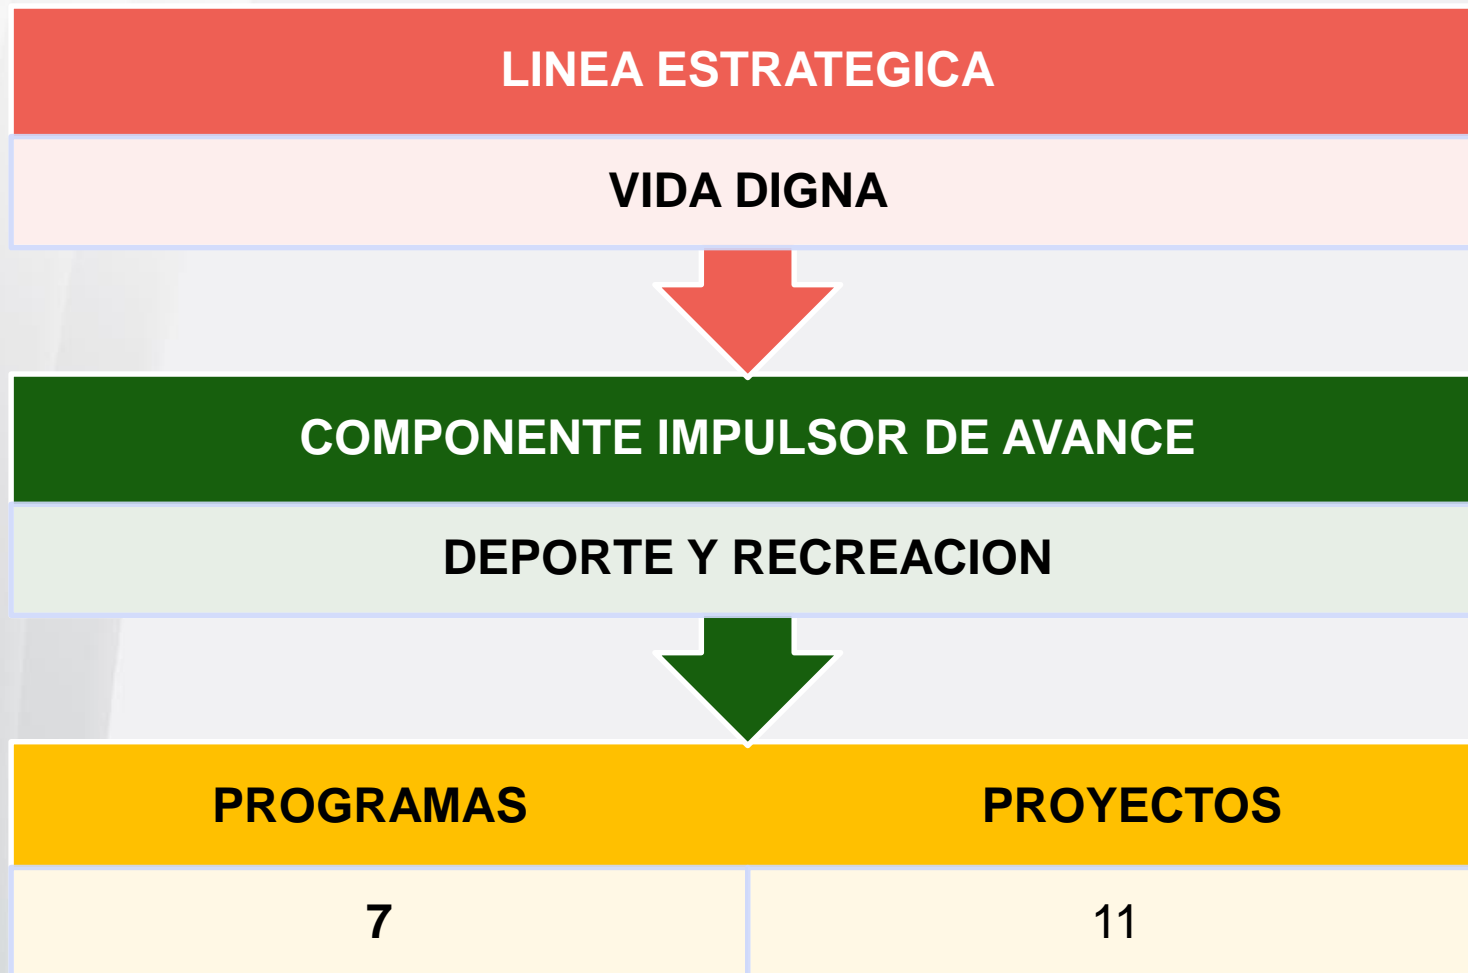 LINEA ESTRATEGICA
VIDA DIGNA
COMPONENTE IMPULSOR DE AVANCE
DEPORTE Y RECREACION
PROGRAMAS PROYECTOS
7 11